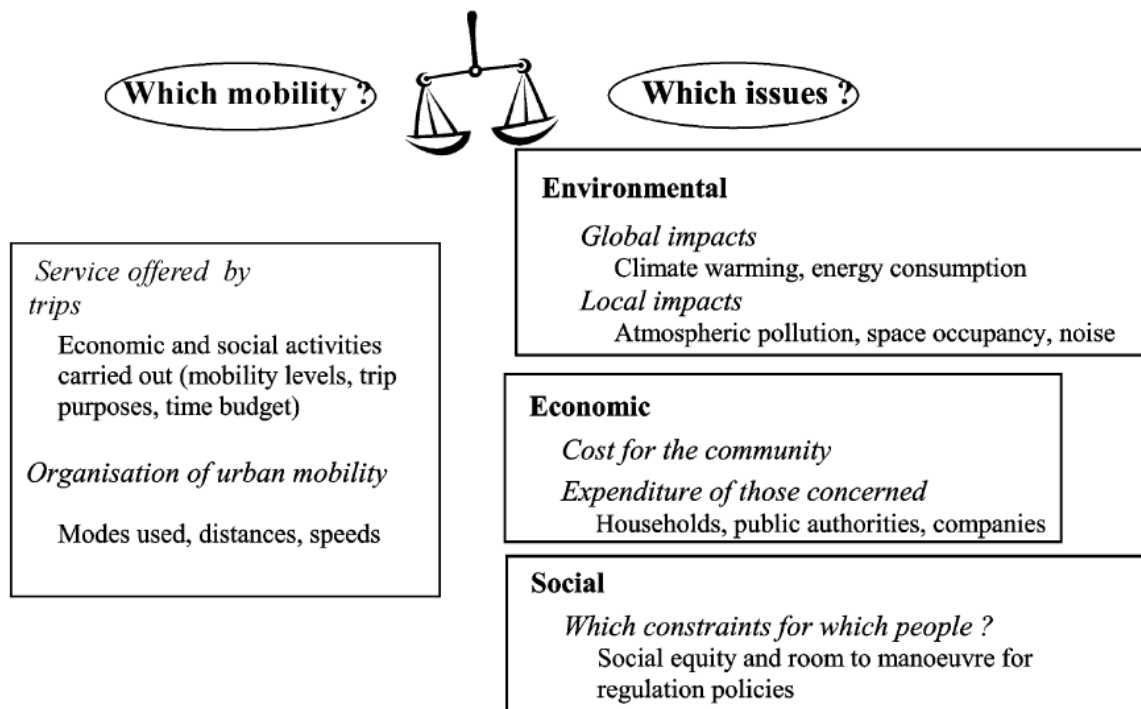 Which mobility ?
Which issues ?
Service offered by
trips
Economic and social activities
carried out (mobility levels, trip
purposes, time budget)
Organisation of urban mobility
Modes used, distances, speeds
Environmental
Global impacts
Climate warming, energy consumption
Local impacts
Atmospheric pollution, space occupancy, noise
Economic
Cost for the community
Expenditure of those concerned
Households, public authorities, companies
Social
Which constraints for which people ?
Social equity and room to manoeuvre for
regulation policies